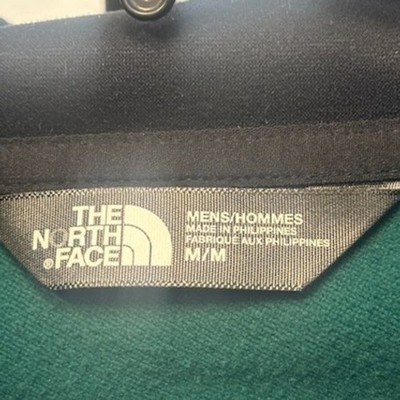 THE
NORTH
®FACE
MENS/HOMMES
MADE IN PHILIPPINES
FABRIQUE AUX PHILIPPINES
M/M